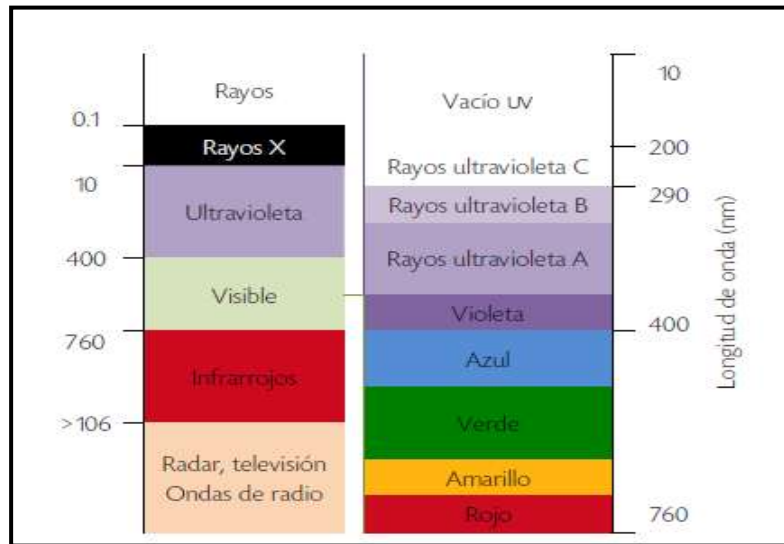 Rayos
0.1
Rayos X
10
Ultravioleta
400
Visible
760
Infrarrojos
>106
Radar, televisión
Ondas de radio
Vacío UV
10
200
Rayos ultravioleta C
290
Rayos ultravioleta B
Rayos ultravioleta A
Violeta
400
Azul
Verde
Amarillo
Rojo
760
Longitud de onda (nm)